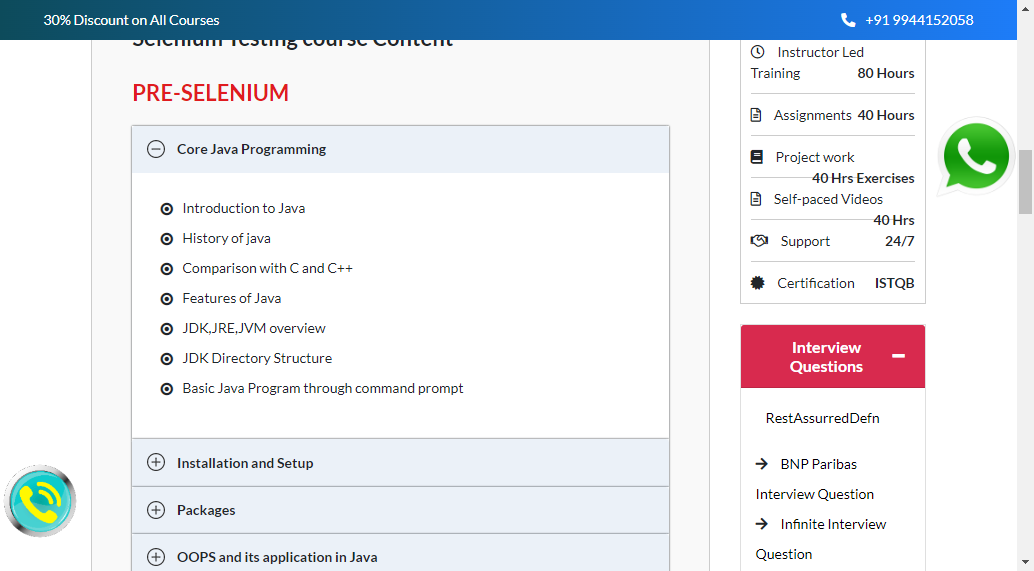 30% Discount on All Courses
+91 9944152058
Selenium Testing course Content
PRE-SELENIUM
Core Java Programming
Introduction to Java
History of java
Comparison with C and C++
Features of Java
JDK,JRE,JVM overview
JDK Directory Structure
Basic Java Program through command prompt
Installation and Setup
Packages
OOPS and its application in Java
Instructor Led
Training 80 Hours
Assignments 40 Hours
Project work
40 Hrs Exercises
Self-paced Videos
40 Hrs
Support 24/7
Certification ISTQB
Interview
Questions
RestAssurredDefn
BNP Paribas
Interview Question
Infinite Interview
Question